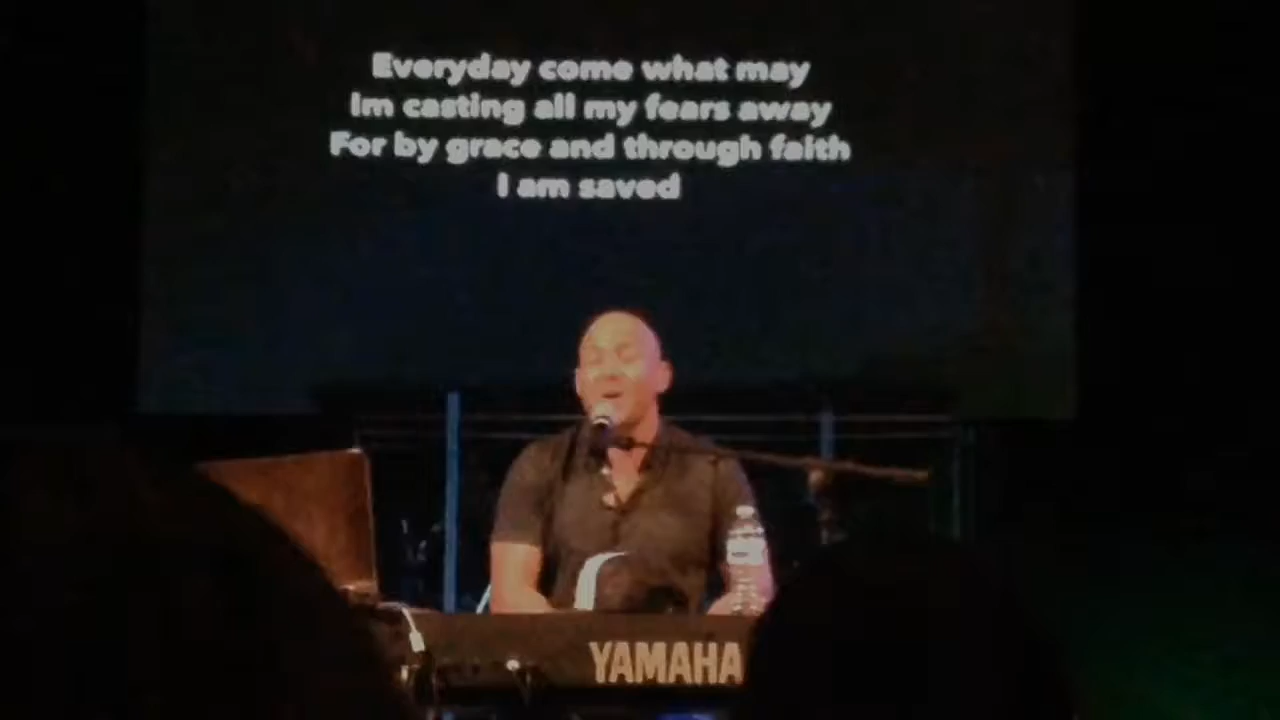 Everyday come what may
Im casting all my fears away
For by grace and through faith
I am saved
YAMAHA